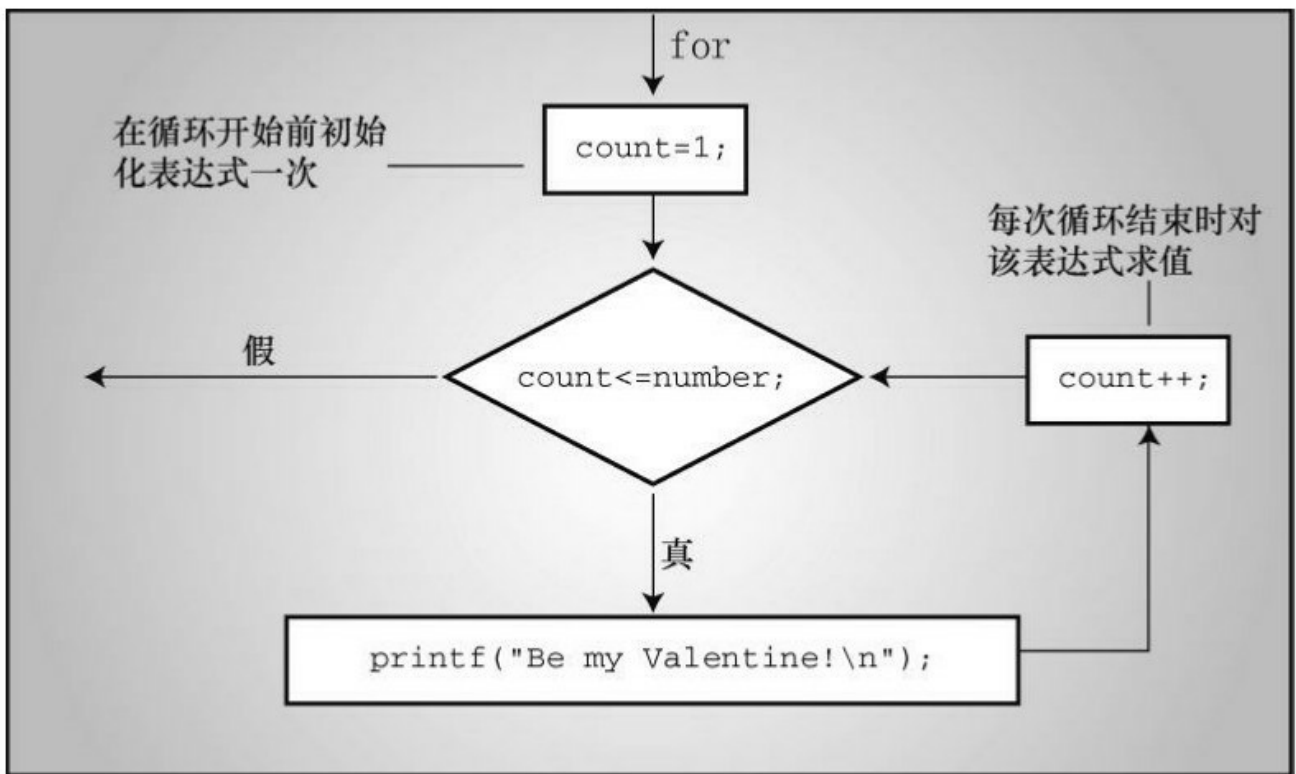 for
在循环开始前初始
化表达式一次
count=1;
每次循环结束时对
该表达式求值
假
count<=number;
count++;
真
printf("Be my Valentine!\n");